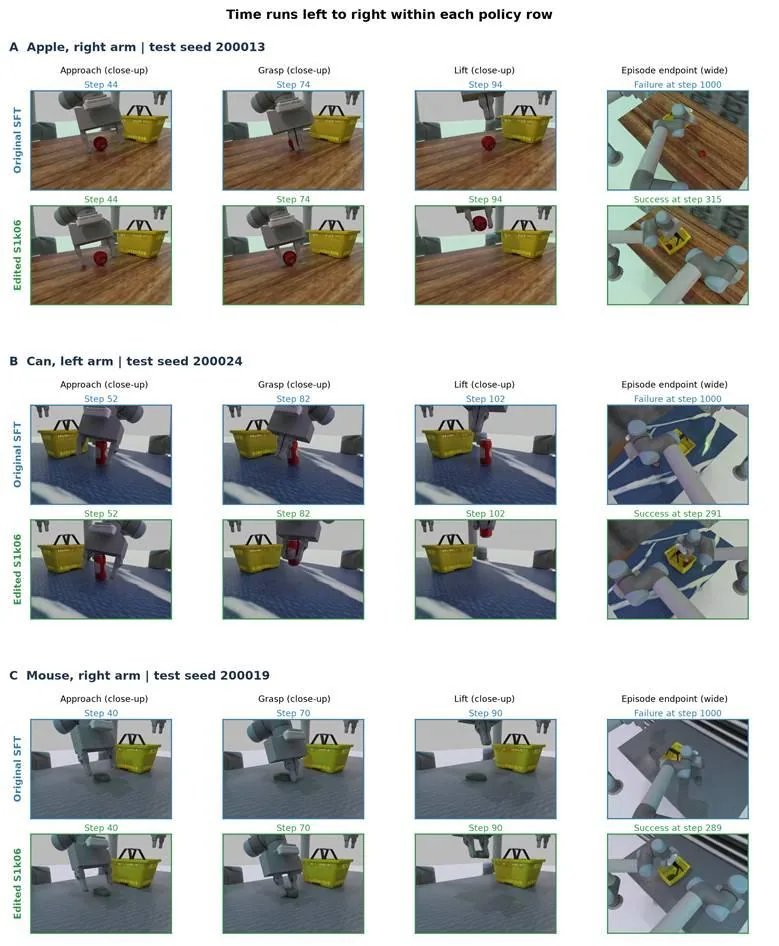 Time runs left to right within each policy row
A Apple, right arm | test seed 200013
Approach (close-up) Grasp (close-up) Lift (close-up) Episode endpoint (wide)
Original SFT
Step 44 Step 74 Step 94 Failure at step 1000
Edited S1k06
Step 44 Step 74 Step 94 Success at step 315
B Can, left arm | test seed 200024
Approach (close-up) Grasp (close-up) Lift (close-up) Episode endpoint (wide)
Original SFT
Step 52 Step 82 Step 102 Failure at step 1000
Edited S1k06
Step 52 Step 82 Step 102 Success at step 291
C Mouse, right arm | test seed 200019
Approach (close-up) Grasp (close-up) Lift (close-up) Episode endpoint (wide)
Original SFT
Step 40 Step 70 Step 90 Failure at step 1000
Edited S1k06
Step 40 Step 70 Step 90 Success at step 289